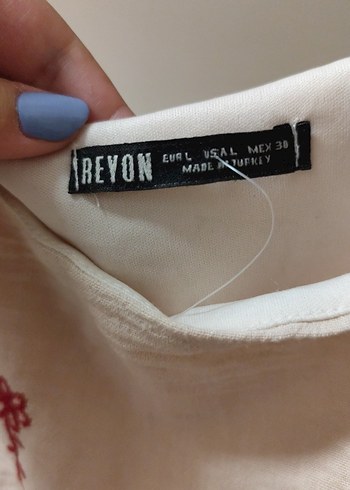 REVON EUR L USA L MEX 30
MADE IN TURKEY